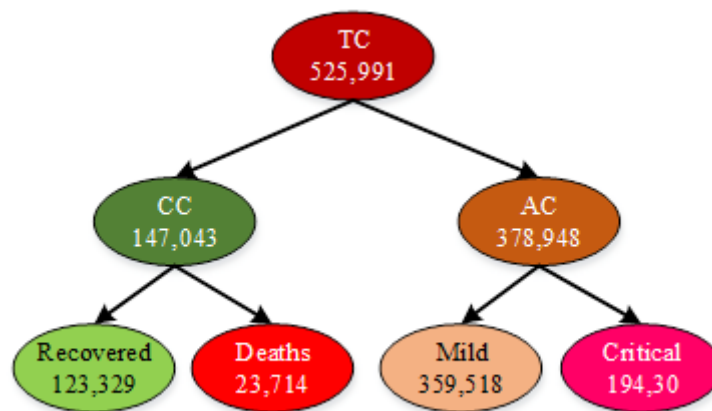 TC
525,991
CC
147,043
AC
378,948
Recovered
123,329
Deaths
23,714
Mild
359,518
Critical
194,30